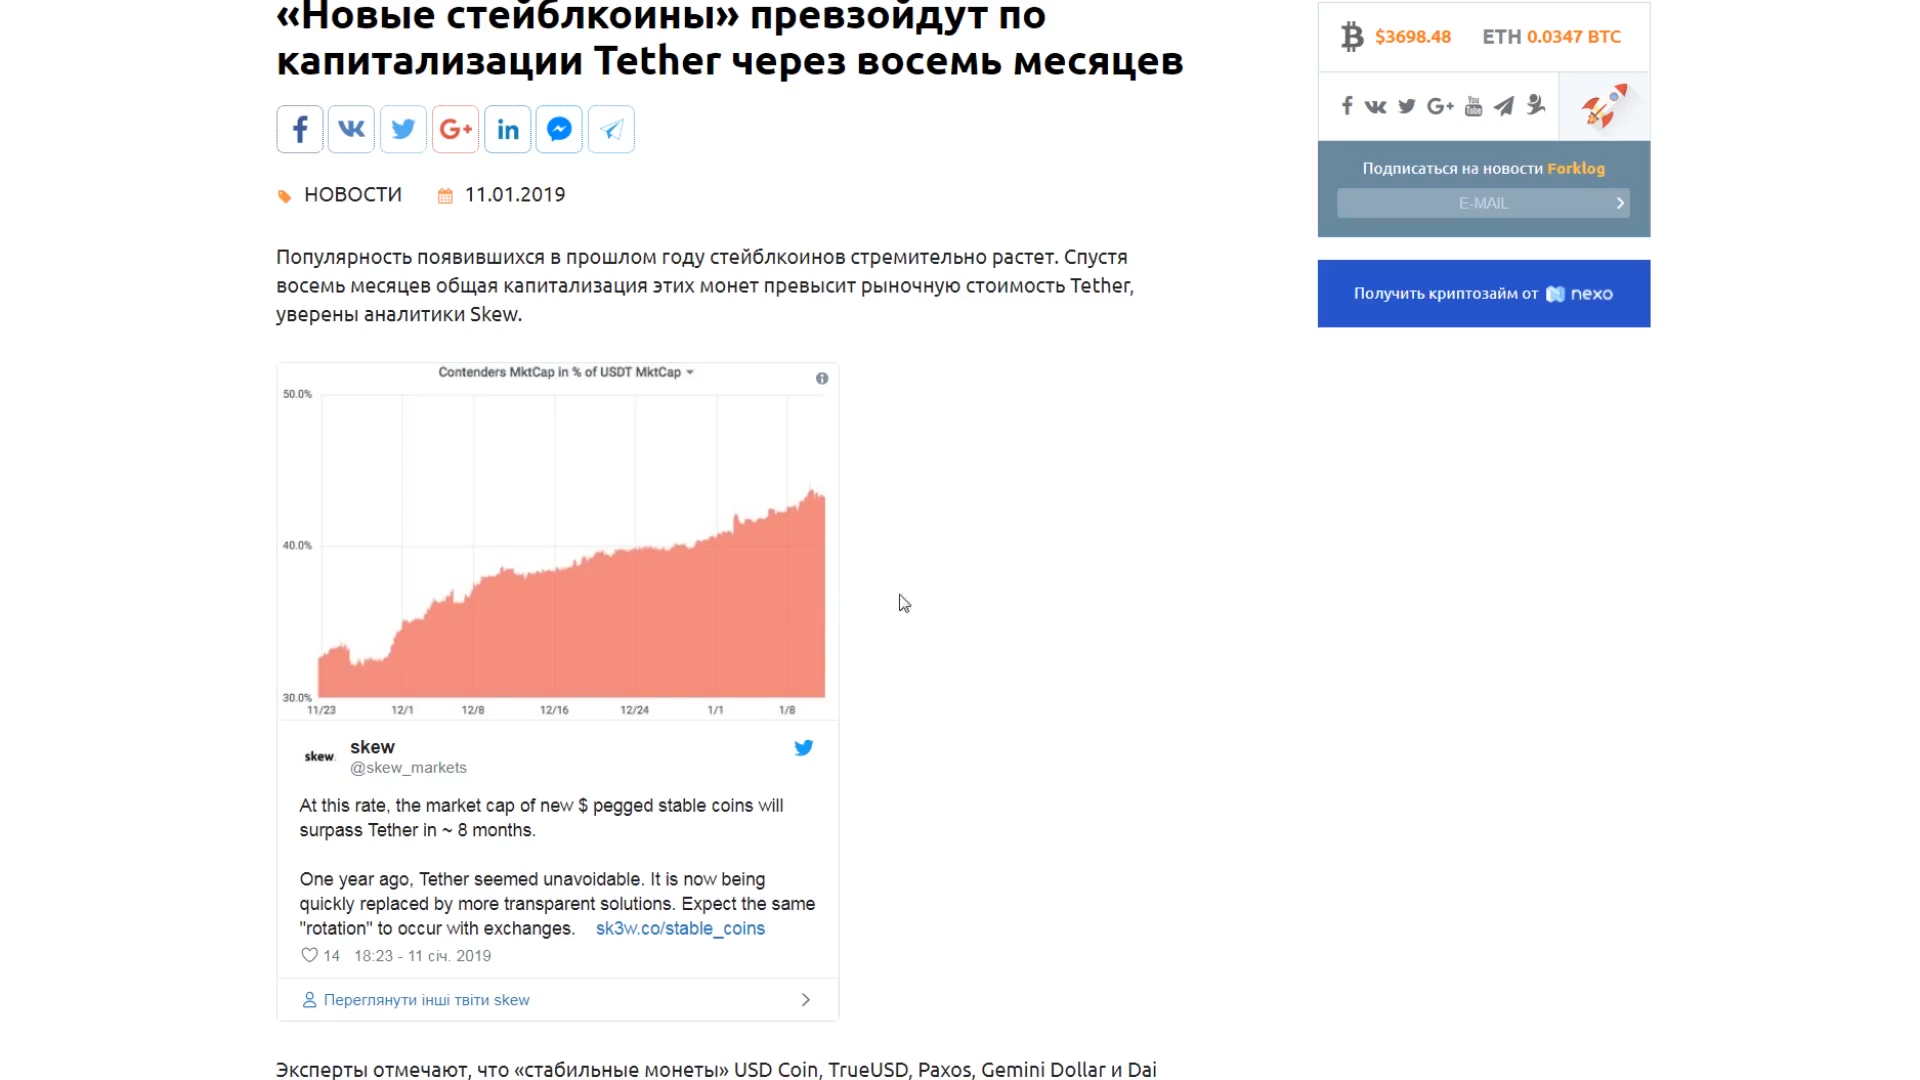 «Новые стейблкоины» превзойдут по
капитализации Tether через восемь месяцев
НОВОСТИ 11.01.2019
Популярность появившихся в прошлом году стейблкоинов стремительно растет. Спустя
восемь месяцев общая капитализация этих монет превысит рыночную стоимость Tether,
уверены аналитики Skew.
Contenders MktCap in % of USDT MktCap
50.0%
40.0%
30.0%
11/23 12/1 12/8 12/16 12/24 1/1 1/8
skew.
skew
@skew_markets
At this rate, the market cap of new $ pegged stable coins will
surpass Tether in ~ 8 months.
One year ago, Tether seemed unavoidable. It is now being
quickly replaced by more transparent solutions. Expect the same
"rotation" to occur with exchanges. sk3w.co/stable_coins
14 18:23 - 11 січ. 2019
Переглянути інші твіти skew
Эксперты отмечают, что «стабильные монеты» USD Coin, TrueUSD, Paxos, Gemini Dollar и Dai
$3698.48 ETH 0.0347 BTC
Подписаться на новости Forklog
E-MAIL
Получить криптозайм от nexo